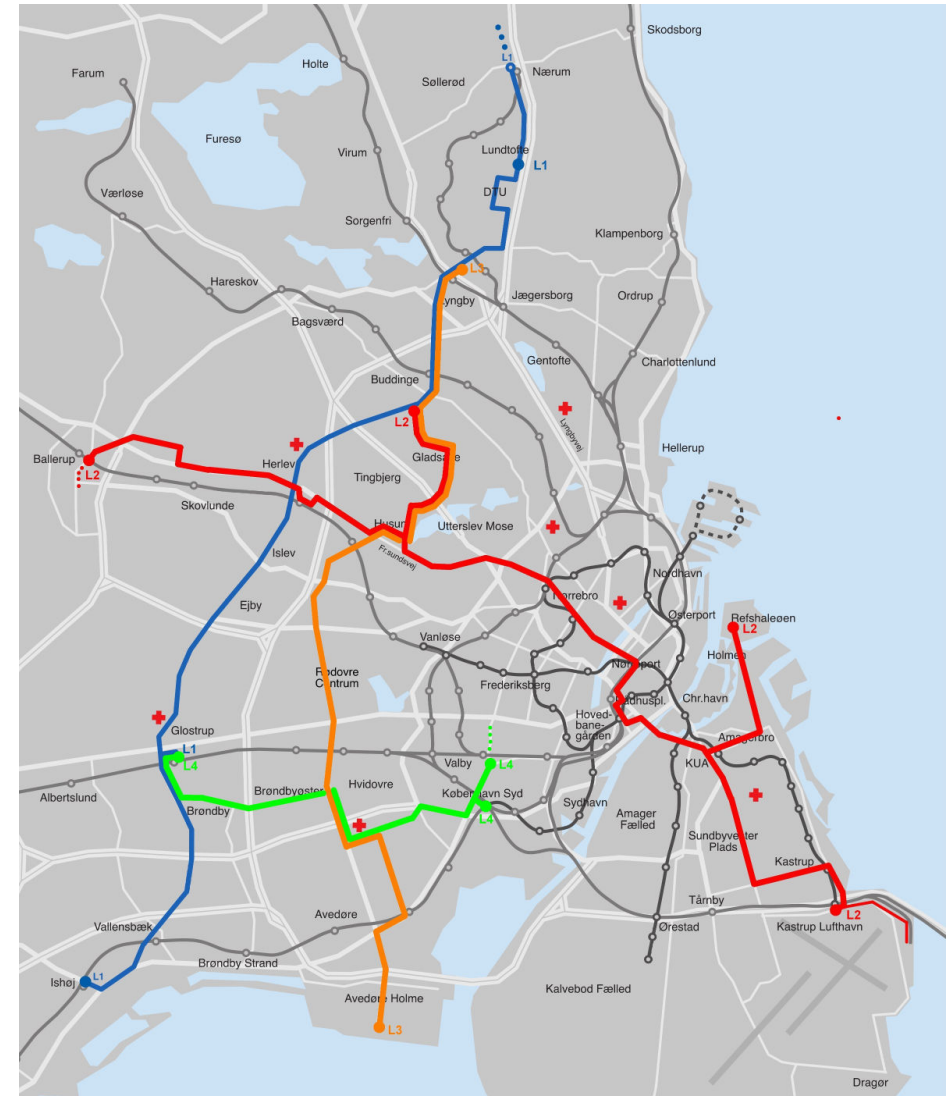 Skodsborg
Holte
L1
Nærum
Farum
Søllerød
Furesø
Virum
Lundtofte
L1
DTU
Værløse
Sorgenfri
Klampenborg
L3
Hareskov
Lyngby
Jægersborg
Ordrup
Bagsværd
Gentofte
Charlottenlund
Buddinge
L2
Lyngbyvej
Hellerup
Ballerup
L2
Herlev
Gladsaxe
Tingbjerg
Skovlunde
Husum
Utterslev Mose
Islev
Fr.sundsvej
Nordhavn
Ejby
Nørrebro
Østerport
Refshaleøen
L2
Vanløse
Holmen
Rødovre
Centrum
Nørreport
Frederiksberg
Rådhuspl.
Chr.havn
Hoved-
bane-
gården
Glostrup
L1
L4
Valby
L4
KUA
Amagerbro
Albertslund
Brøndbyøster
Hvidovre
København Syd
L4
Brøndby
Sydhavn
Amager
Fælled
Sundbyvester
Plads
Kastrup
Tårnby
Avedøre
L2
Kastrup Lufthavn
Vallensbæk
Ørestad
Brøndby Strand
Ishøj
L1
Avedøre Holme
Kalvebod Fælled
L3
Dragør